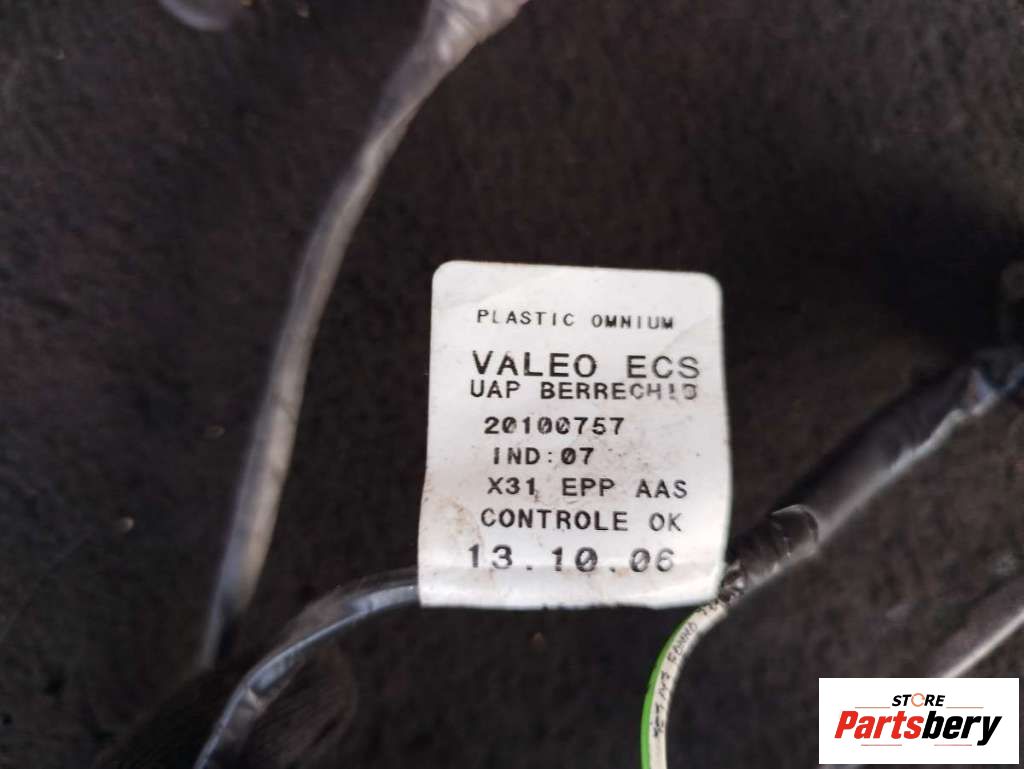 PLASTIC OMNIUM
VALEO ECS
UAP BERRECHID
20100757
IND:07
X31 EPP AAS
CONTROLE OK
13.10.06
STORE
Partsbery